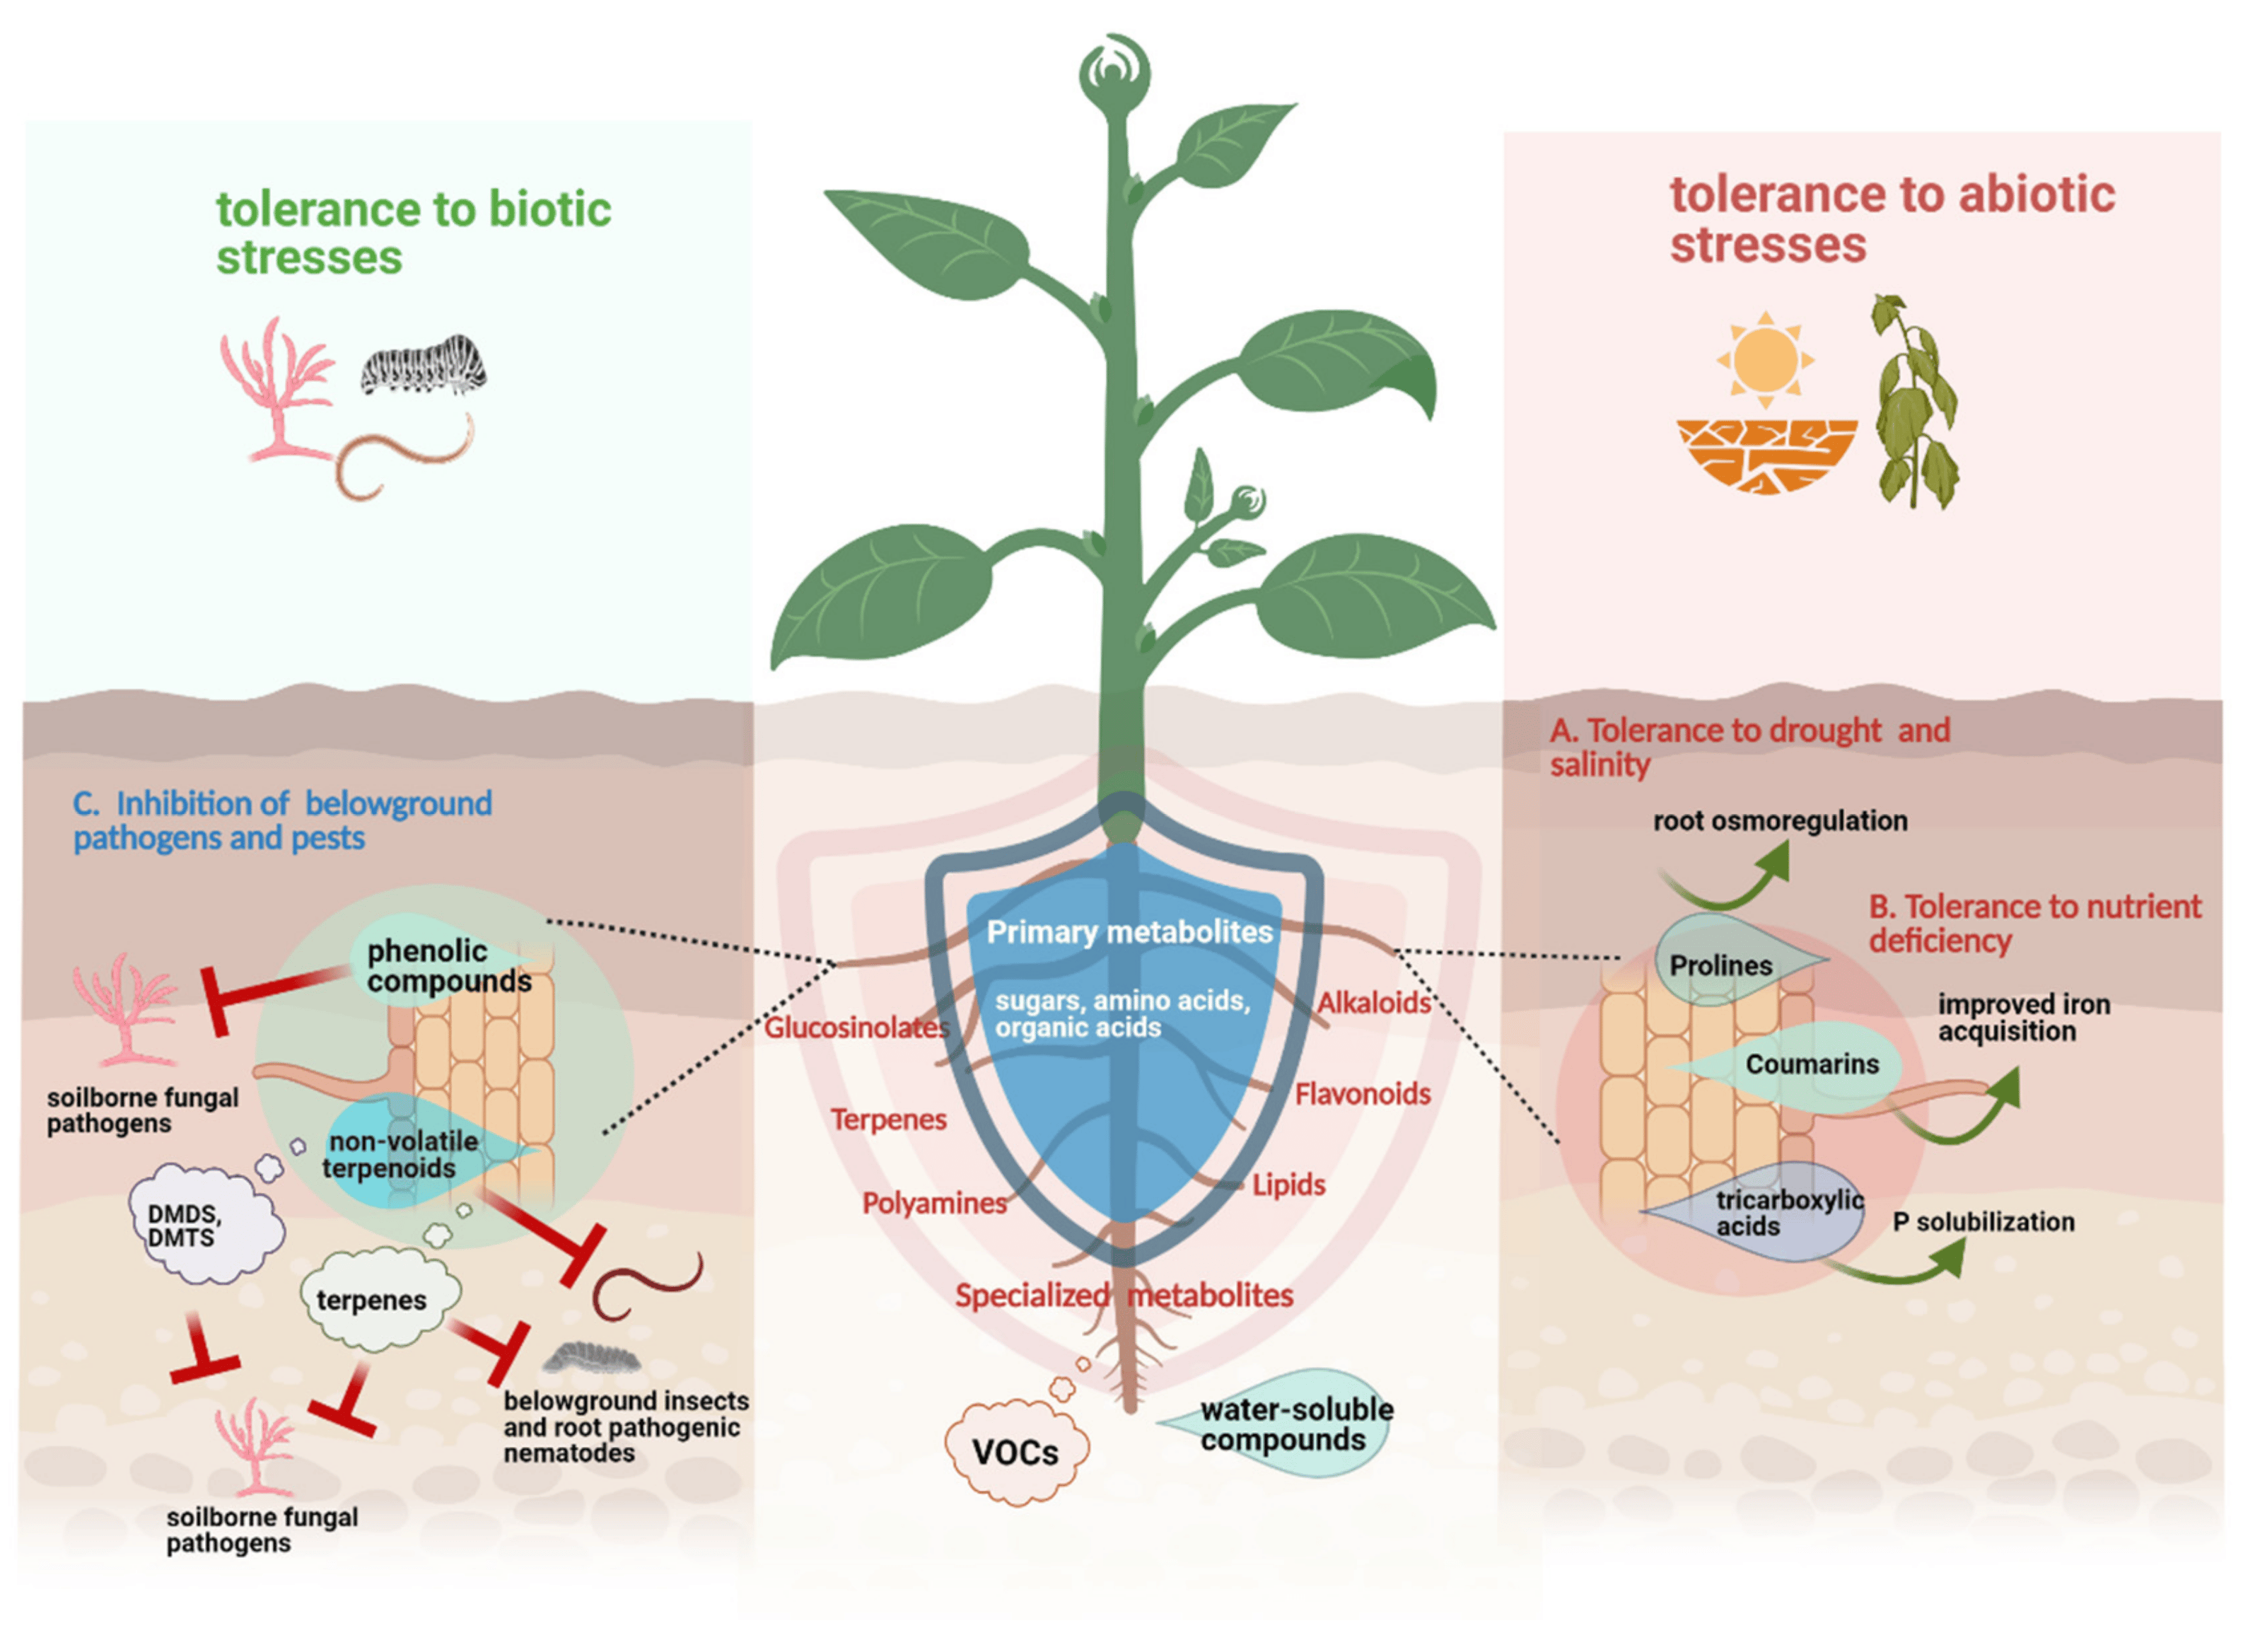 tolerance to biotic
stresses
tolerance to abiotic
stresses
C. Inhibition of belowground
pathogens and pests
phenolic
compounds
soilborne fungal
pathogens
non-volatile
terpenoids
DMDS,
DMTS
terpenes
belowground insects
and root pathogenic
nematodes
soilborne fungal
pathogens
Primary metabolites
sugars, amino acids,
organic acids
Glucosinolates
Alkaloids
Terpenes
Flavonoids
Polyamines
Lipids
Specialized metabolites
VOCs
water-soluble
compounds
A. Tolerance to drought and
salinity
root osmoregulation
B. Tolerance to nutrient
deficiency
Prolines
improved iron
acquisition
Coumarins
tricarboxylic
acids
P solubilization